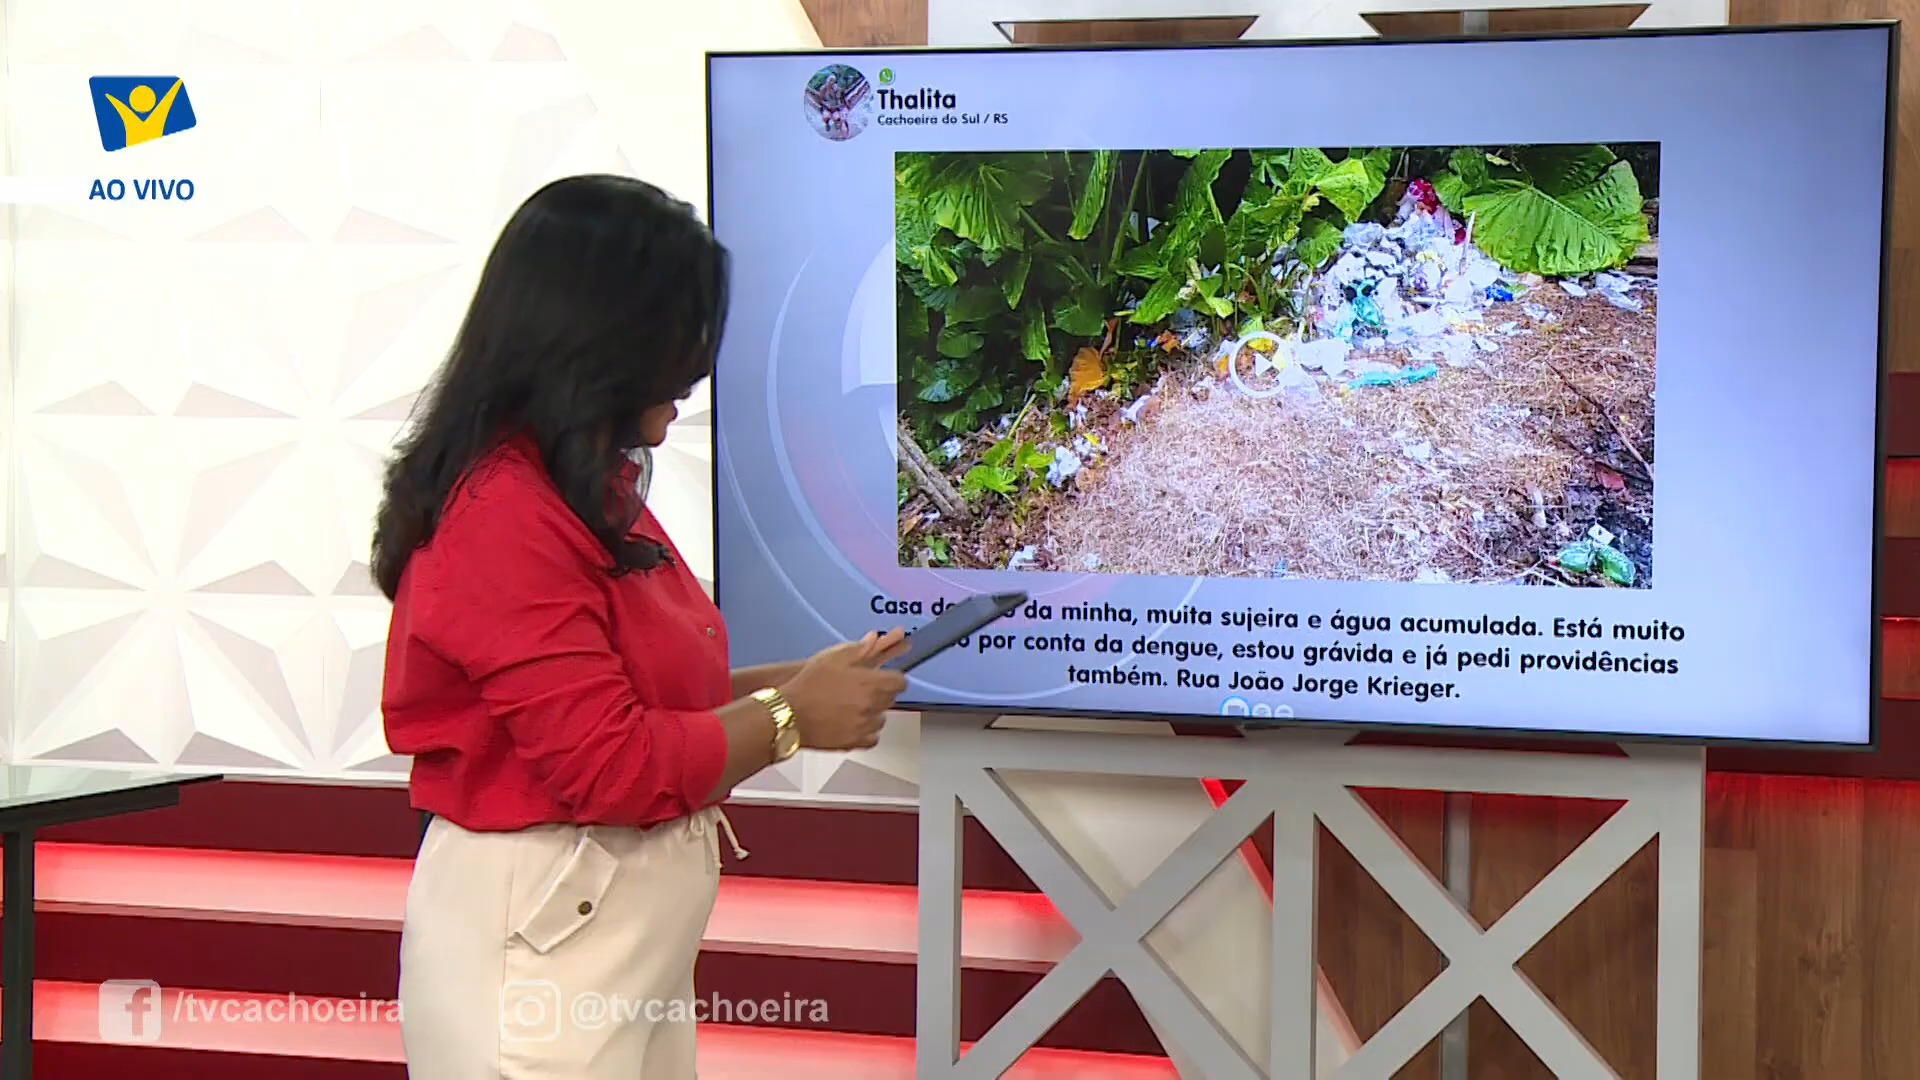 AO VIVO
Thalita
Cachoeira do Sul / RS
Casa da minha, muita sujeira e água acumulada. Está muito
por conta da dengue, estou grávida e já pedi providências
também. Rua João Jorge Krieger.
/tvcachoeira
@tvcachoeira